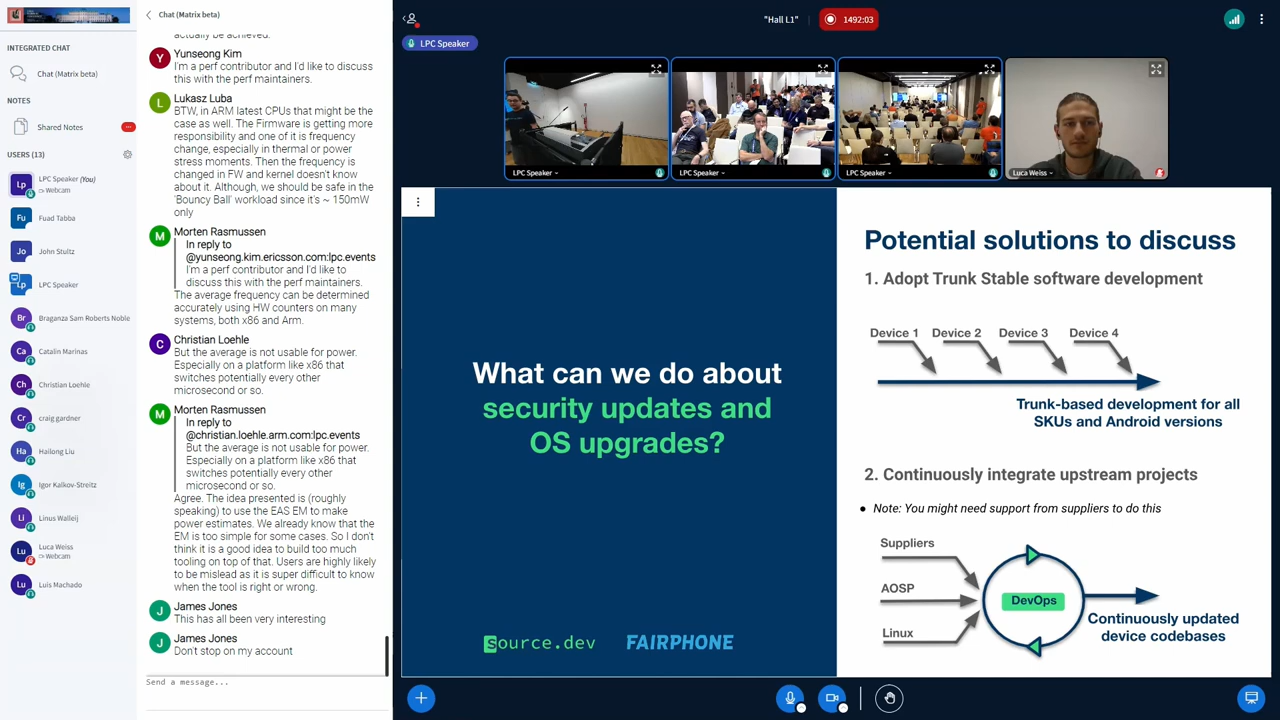 INTEGRATED CHAT
Chat (Matrix beta)
NOTES
Shared Notes
USERS (13)
Lp
LPC Speaker (You)
Webcam
Fu
Fuad Tabba
Jo
John Stultz
Lp
LPC Speaker
Br
Braganza Sam Roberts Noble
Ca
Catalin Marinas
Ch
Christian Loehle
Cr
craig gardner
Ha
Hailong Liu
Ig
Igor Kalkov-Streitz
Li
Linus Walleij
Lu
Luca Weiss
Webcam
Lu
Luis Machado
Chat (Matrix beta)
actually be achieved.
Y
Yunseong Kim
I'm a perf contributor and I'd like to discuss
this with the perf maintainers.
L
Lukasz Luba
BTW, in ARM latest CPUs that might be the
case as well. The Firmware is getting more
responsibility and one of it is frequency
change, especially in thermal or power
stress moments. Then the frequency is
changed in FW and kernel doesn't know
about it. Although, we should be safe in the
'Bouncy Ball' workload since it's ~ 150mW
only
M
Morten Rasmussen
In reply to
@yunseong.kim.ericsson.com:lpc.events
I'm a perf contributor and I'd like to
discuss this with the perf maintainers.
The average frequency can be determined
accurately using HW counters on many
systems, both x86 and Arm.
C
Christian Loehle
But the average is not usable for power.
Especially on a platform like x86 that
switches potentially every other
microsecond or so.
M
Morten Rasmussen
In reply to
@christian.loehle.arm.com:lpc.events
But the average is not usable for power.
Especially on a platform like x86 that
switches potentially every other
microsecond or so.
Agree. The idea presented is (roughly
speaking) to use the EAS EM to make
power estimates. We already know that the
EM is too simple for some cases. So I don't
think it is a good idea to build too much
tooling on top of that. Users are highly likely
to be mislead as it is super difficult to know
when the tool is right or wrong.
J
James Jones
This has all been very interesting
J
James Jones
Don't stop on my account
Send a message...
"Hall L1"
1492:03
LPC Speaker
LPC Speaker
LPC Speaker
LPC Speaker
Luca Weiss
What can we do about
security updates and
OS upgrades?
source.dev
FAIRPHONE
Potential solutions to discuss
1. Adopt Trunk Stable software development
Device 1 Device 2 Device 3 Device 4
Trunk-based development for all
SKUs and Android versions
2. Continuously integrate upstream projects
● Note: You might need support from suppliers to do this
Suppliers
AOSP
Linux
DevOps
Continuously updated
device codebases